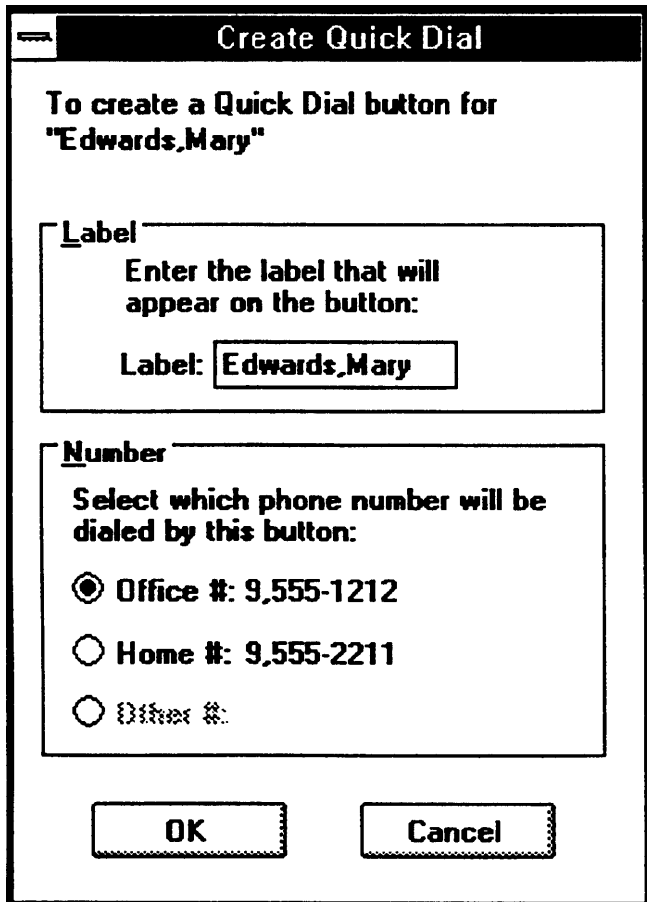 Create Quick Dial
To create a Quick Dial button for
"Edwards,Mary"
Label
Enter the label that will
appear on the button:
Label: Edwards,Mary
Number
Select which phone number will be
dialed by this button:
Office #: 9,555-1212
Home #: 9,555-2211
Other #:
OK Cancel